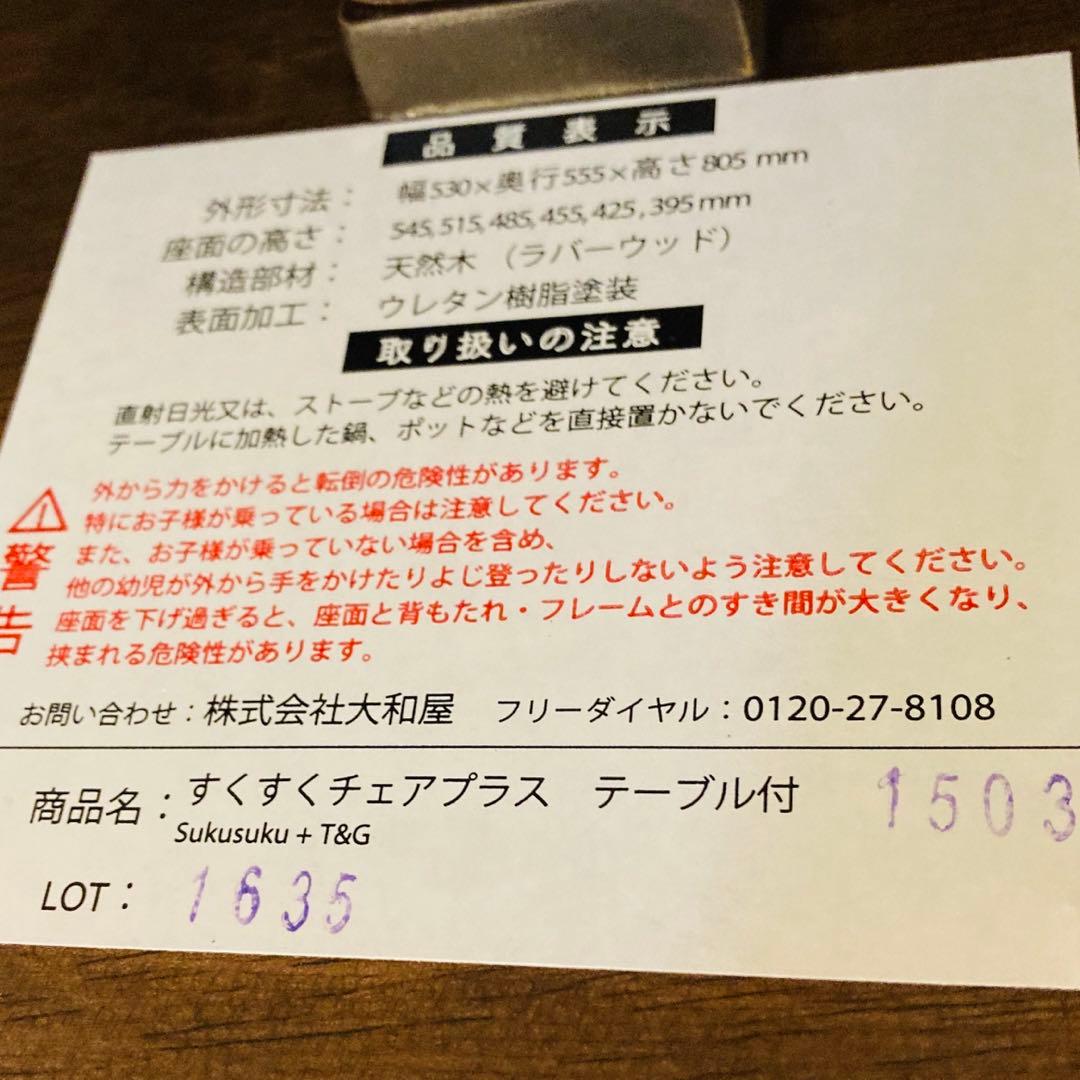 品質表示
外形寸法： 幅530×奥行555×高さ805 mm
座面の高さ： 545, 515, 485, 455, 425, 395mm
構造部材： 天然木 （ラバーウッド）
表面加工： ウレタン樹脂塗装
取り扱いの注意
直射日光又は、ストーブなどの熱を避けてください。
テーブルに加熱した鍋、ポットなどを直接置かないでください。
警告
外から力をかけると転倒の危険性があります。
特にお子様が乗っている場合は注意してください。
また、お子様が乗っていない場合を含め、
他の幼児が外から手をかけたりよじ登ったりしないよう注意してください。
座面を下げ過ぎると、座面と背もたれ・フレームとのすき間が大きくなり、
挟まれる危険性があります。
お問い合わせ：株式会社大和屋 フリーダイヤル：0120-27-8108
商品名：すくすくチェアプラス テーブル付 1503
Sukusuku + T&G
LOT： 1635